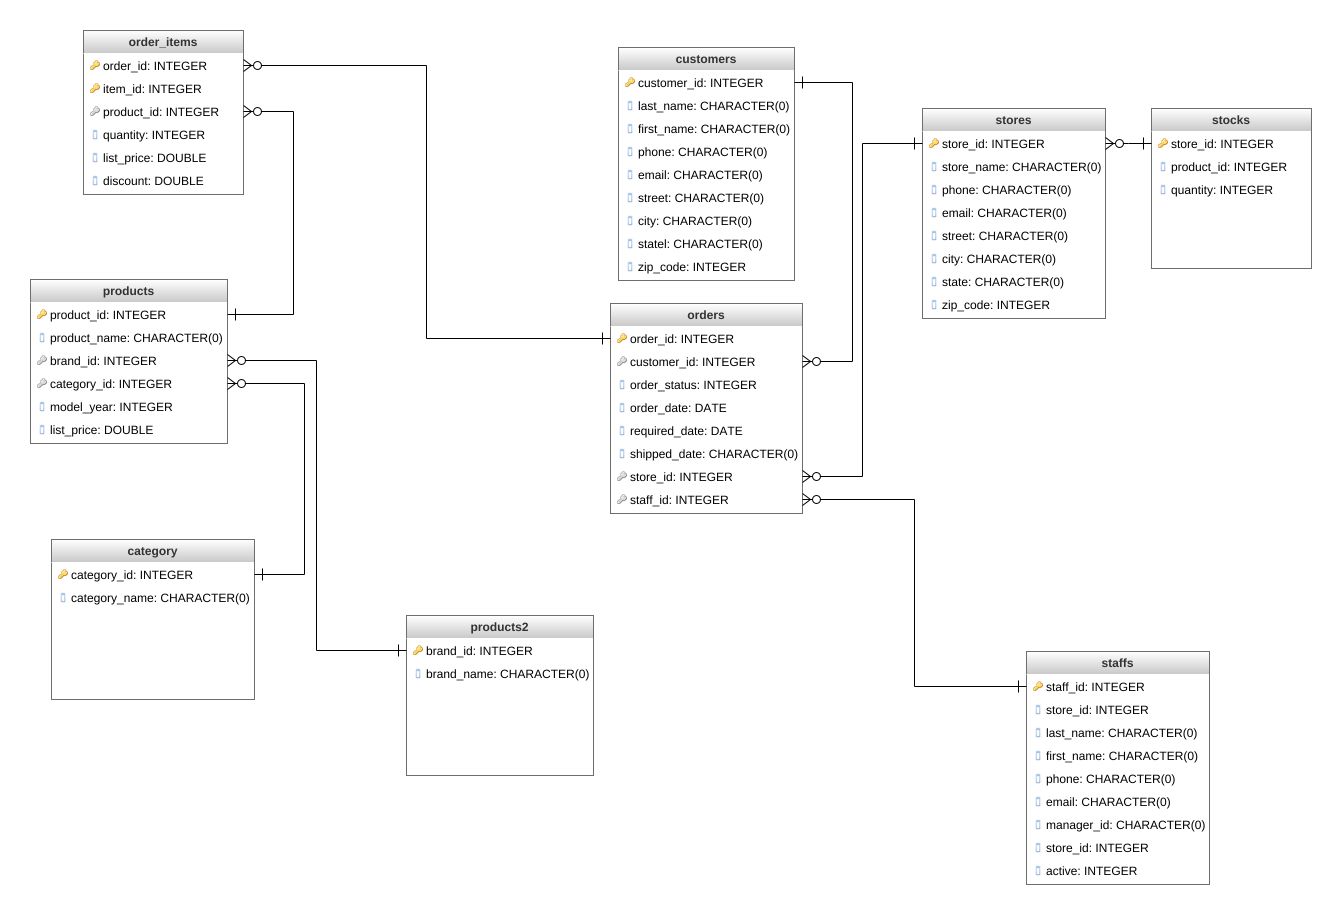 order_items
order_id: INTEGER
item_id: INTEGER
product_id: INTEGER
quantity: INTEGER
list_price: DOUBLE
discount: DOUBLE
customers
customer_id: INTEGER
last_name: CHARACTER(0)
first_name: CHARACTER(0)
phone: CHARACTER(0)
email: CHARACTER(0)
street: CHARACTER(0)
city: CHARACTER(0)
statel: CHARACTER(0)
zip_code: INTEGER
stores
store_id: INTEGER
store_name: CHARACTER(0)
phone: CHARACTER(0)
email: CHARACTER(0)
street: CHARACTER(0)
city: CHARACTER(0)
state: CHARACTER(0)
zip_code: INTEGER
stocks
store_id: INTEGER
product_id: INTEGER
quantity: INTEGER
products
product_id: INTEGER
product_name: CHARACTER(0)
brand_id: INTEGER
category_id: INTEGER
model_year: INTEGER
list_price: DOUBLE
orders
order_id: INTEGER
customer_id: INTEGER
order_status: INTEGER
order_date: DATE
required_date: DATE
shipped_date: CHARACTER(0)
store_id: INTEGER
staff_id: INTEGER
category
category_id: INTEGER
category_name: CHARACTER(0)
products2
brand_id: INTEGER
brand_name: CHARACTER(0)
staffs
staff_id: INTEGER
store_id: INTEGER
last_name: CHARACTER(0)
first_name: CHARACTER(0)
phone: CHARACTER(0)
email: CHARACTER(0)
manager_id: CHARACTER(0)
store_id: INTEGER
active: INTEGER